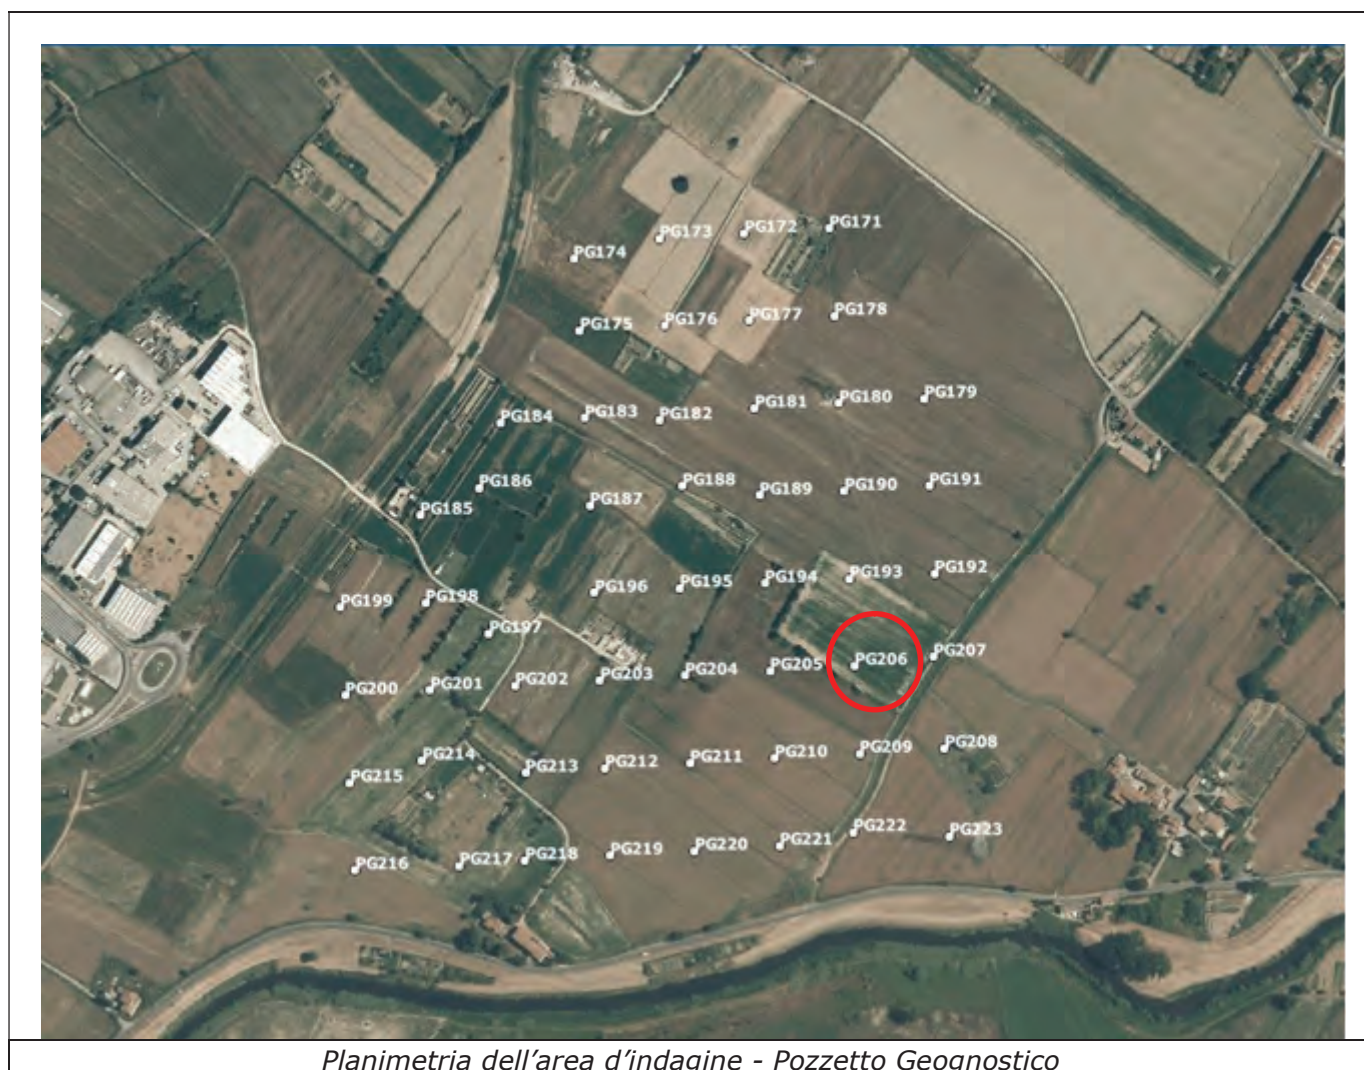 PG171
PG172
PG173
PG174
PG175
PG176
PG177
PG178
PG179
PG180
PG181
PG182
PG183
PG184
PG185
PG186
PG187
PG188
PG189
PG190
PG191
PG192
PG193
PG194
PG195
PG196
PG197
PG198
PG199
PG200
PG201
PG202
PG203
PG204
PG205
PG206
PG207
PG208
PG209
PG210
PG211
PG212
PG213
PG214
PG215
PG216
PG217
PG218
PG219
PG220
PG221
PG222
PG223
Planimetria dell'area d'indagine - Pozzetto Geognostico